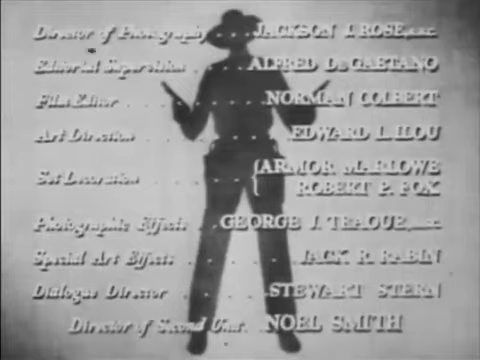 Director of Photography . . . JACKSON J. ROSE, A.S.C.
Editorial Supervision . . . ALFRED De GAETANO
Film Editor . . . . . . . . NORMAN COLBERT
Art Direction . . . . . . . EDWARD L. ILOU
Set Decoration . . . . . . { ARMOR MARLOWE
ROBERT P. FOX
Photographic Effects . . GEORGE J. TEAGUE, A.S.C.
Special Art Effects . . . . . JACK R. RABIN
Dialogue Director . . . . STEWART STERN
Director of Second Unit . NOEL SMITH